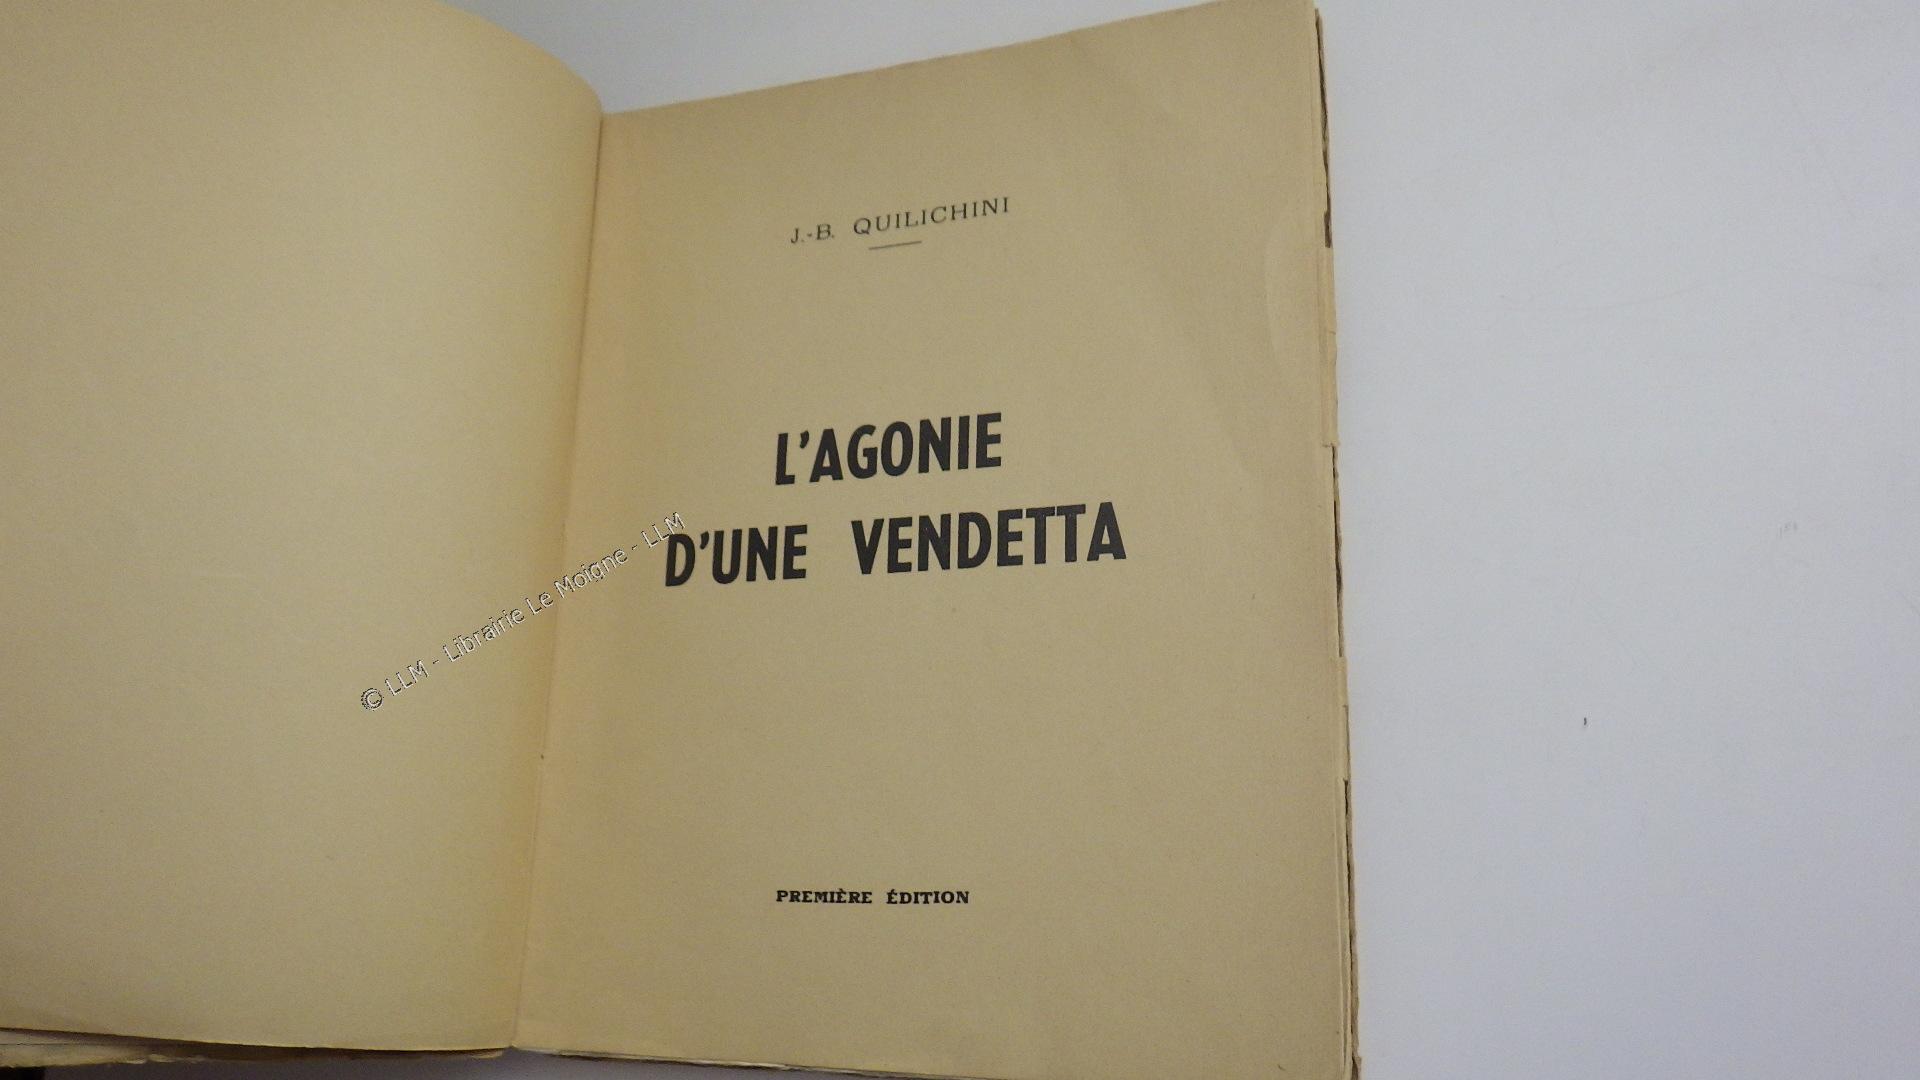 J.-B. QUILICHINI
L'AGONIE
D'UNE VENDETTA
© LLM - Librairie Le Moigne - LLM
PREMIÈRE ÉDITION